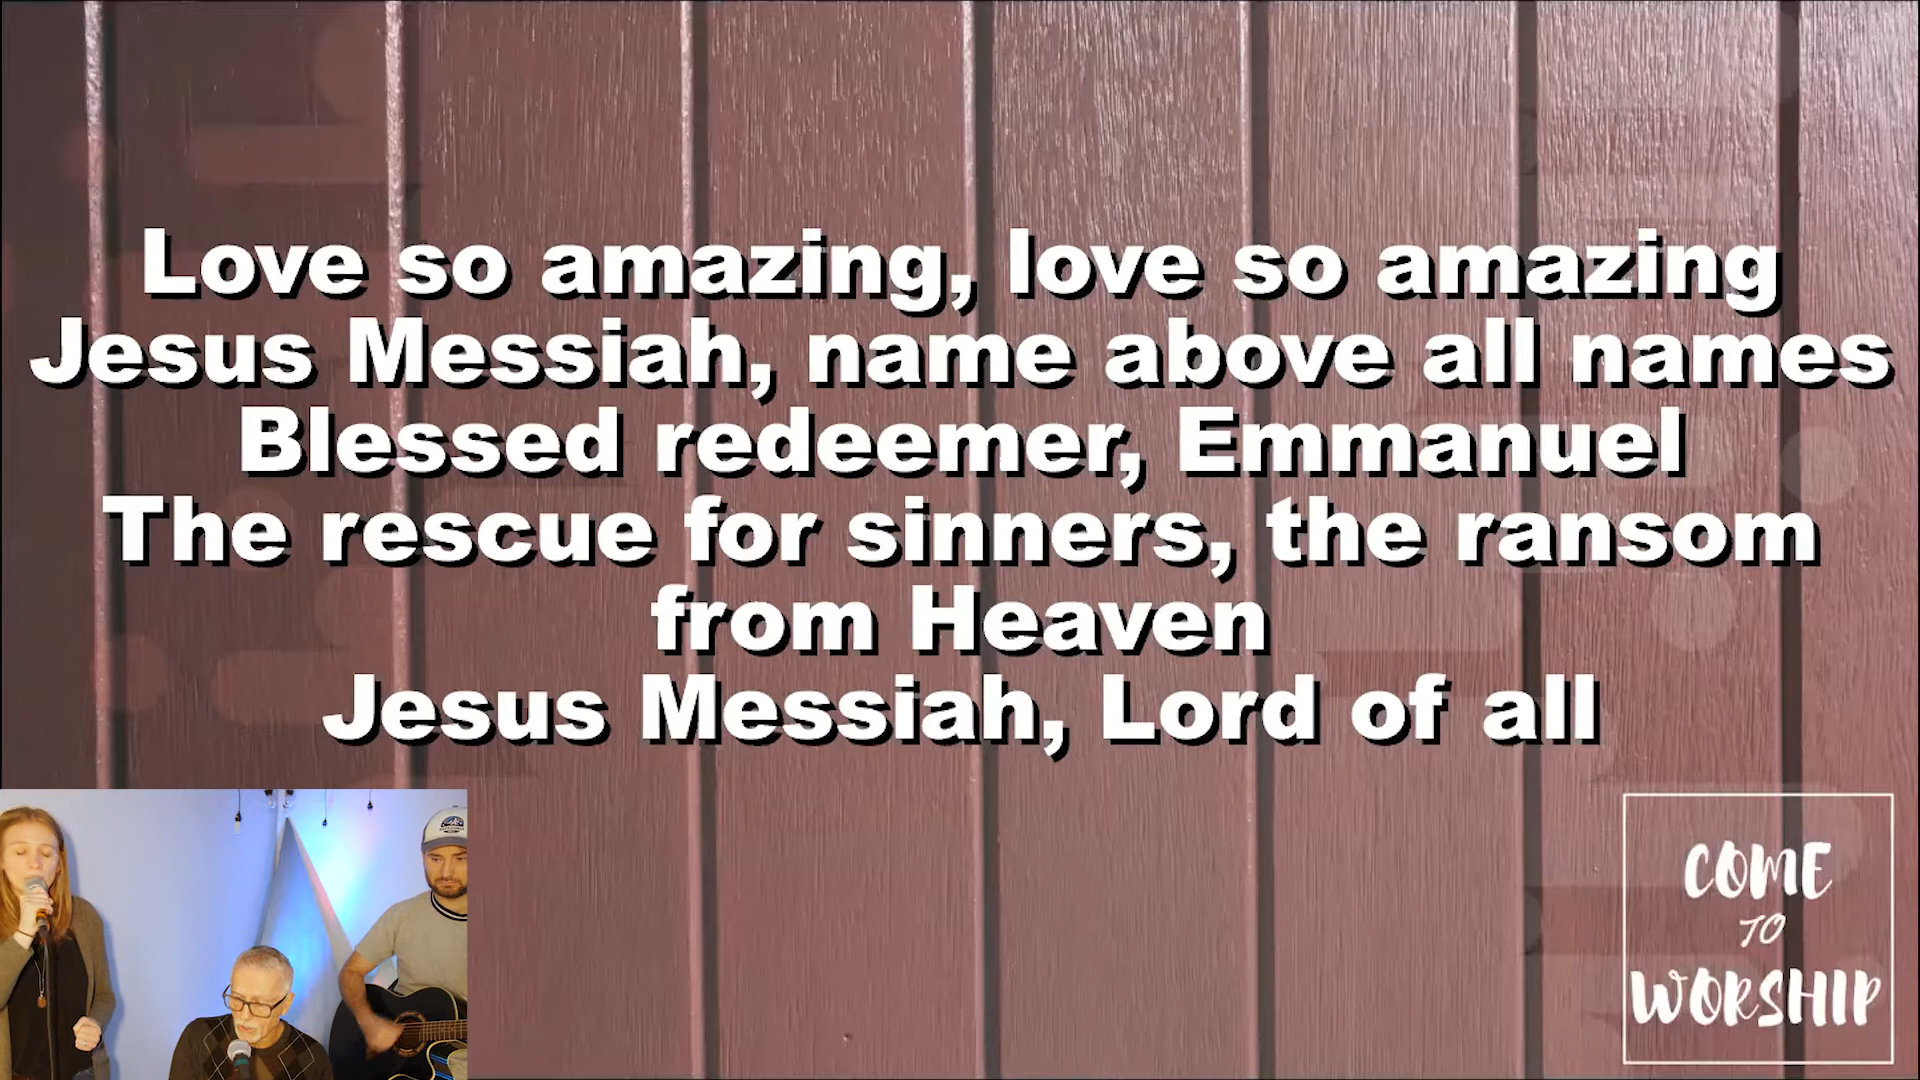 Love so amazing, love so amazing
Jesus Messiah, name above all names
Blessed redeemer, Emmanuel
The rescue for sinners, the ransom
from Heaven
Jesus Messiah, Lord of all
COME
TO
WORSHIP